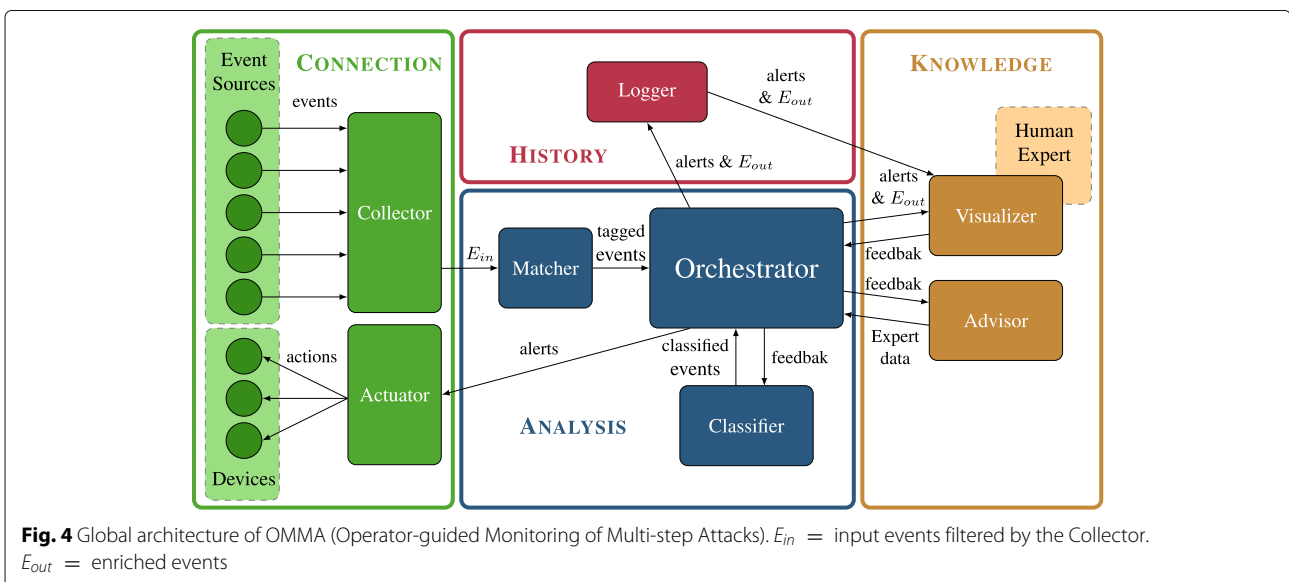 Event
Sources
CONNECTION
events
Collector
actions
Actuator
Devices
HISTORY
Logger
alerts
& E_out
alerts & E_out
KNOWLEDGE
Human
Expert
alerts
& E_out
Visualizer
feedbak
feedbak
Advisor
Expert
data
E_in
Matcher
tagged
events
Orchestrator
alerts
classified
events
feedbak
ANALYSIS
Classifier
Fig. 4 Global architecture of OMMA (Operator-guided Monitoring of Multi-step Attacks). E_in = input events filtered by the Collector.
E_out = enriched events